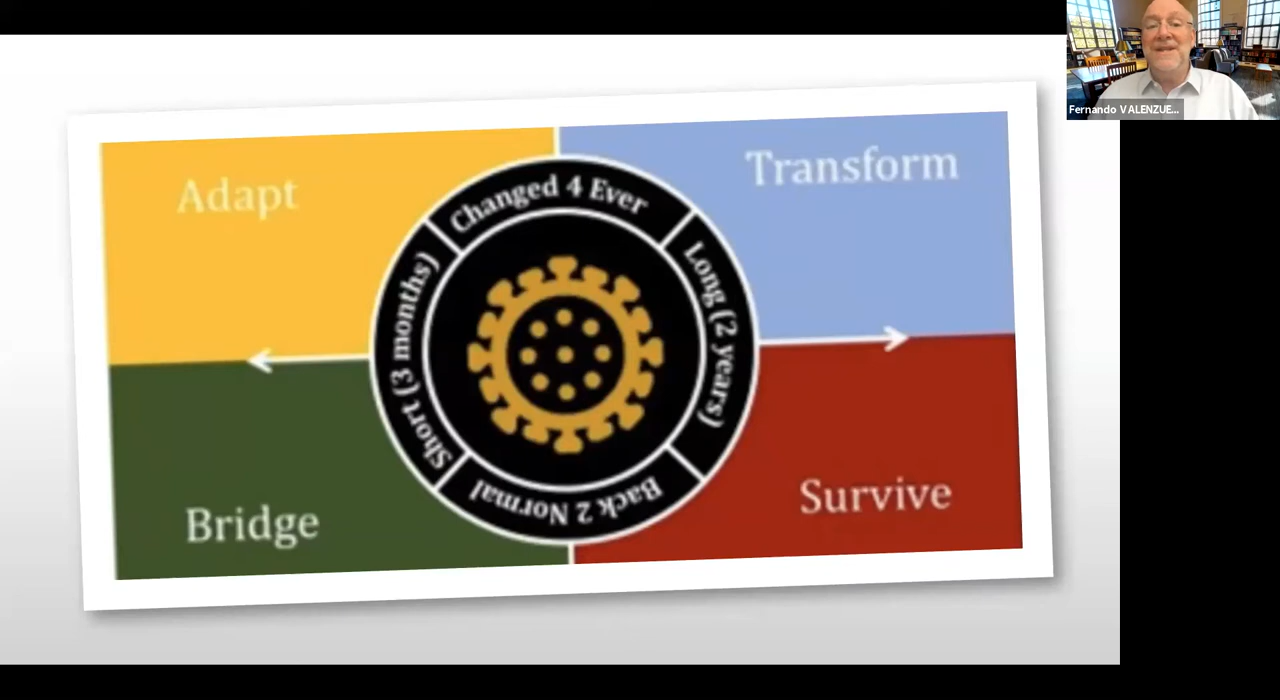 Fernando VALENZUE...
Adapt
Transform
Changed 4 Ever
Short (3 months)
Long (2 years)
Back 2 Normal
Bridge
Survive